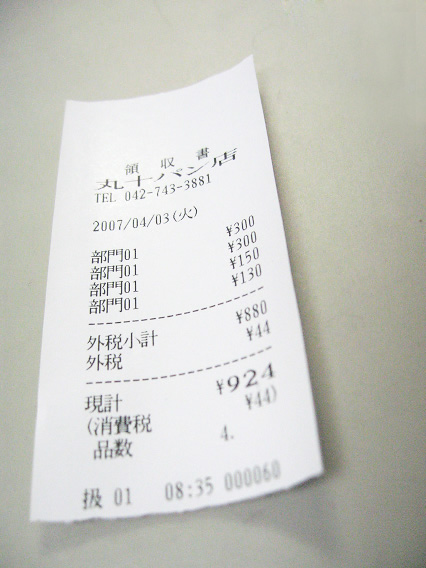 領収書
丸十パン店
TEL 042-743-3881
2007/04/03(火)
部門01 ¥300
部門01 ¥300
部門01 ¥150
部門01 ¥130
外税小計 ¥880
外税 ¥44
現計 ¥924
(消費税 ¥44)
品数 4.
扱 01 08:35 000060